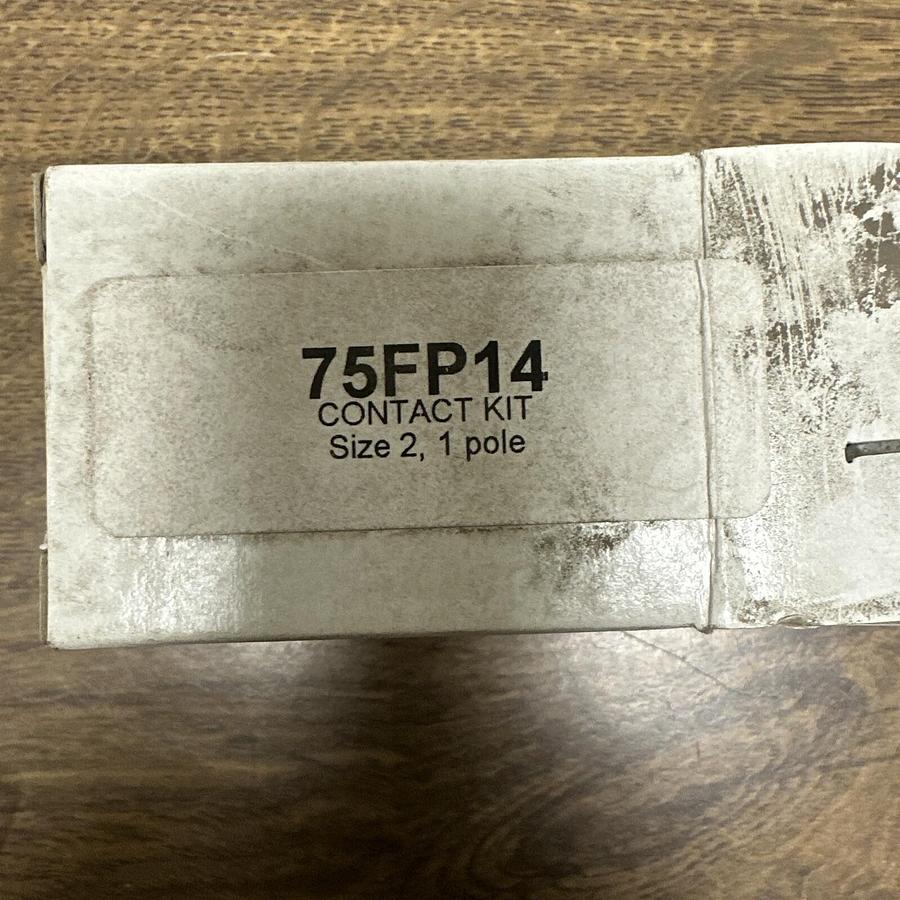 75FP14
CONTACT KIT
Size 2, 1 pole